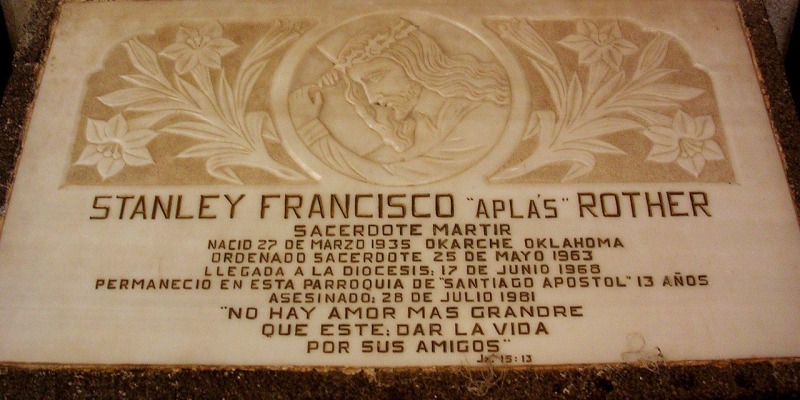 STANLEY FRANCISCO "APLA'S" ROTHER
SACERDOTE MARTIR
NACIO 27 DE MARZO 1935 OKARCHE OKLAHOMA
ORDENADO SACERDOTE 25 DE MAYO 1963
LLEGADA A LA DIOCESIS: 17 DE JUNIO 1968
PERMANECIO EN ESTA PARROQUIA DE "SANTIAGO APOSTOL" 13 AÑOS
ASESINADO: 28 DE JULIO 1981
"NO HAY AMOR MAS GRANDRE
QUE ESTE: DAR LA VIDA
POR SUS AMIGOS"
Jn. 15:13